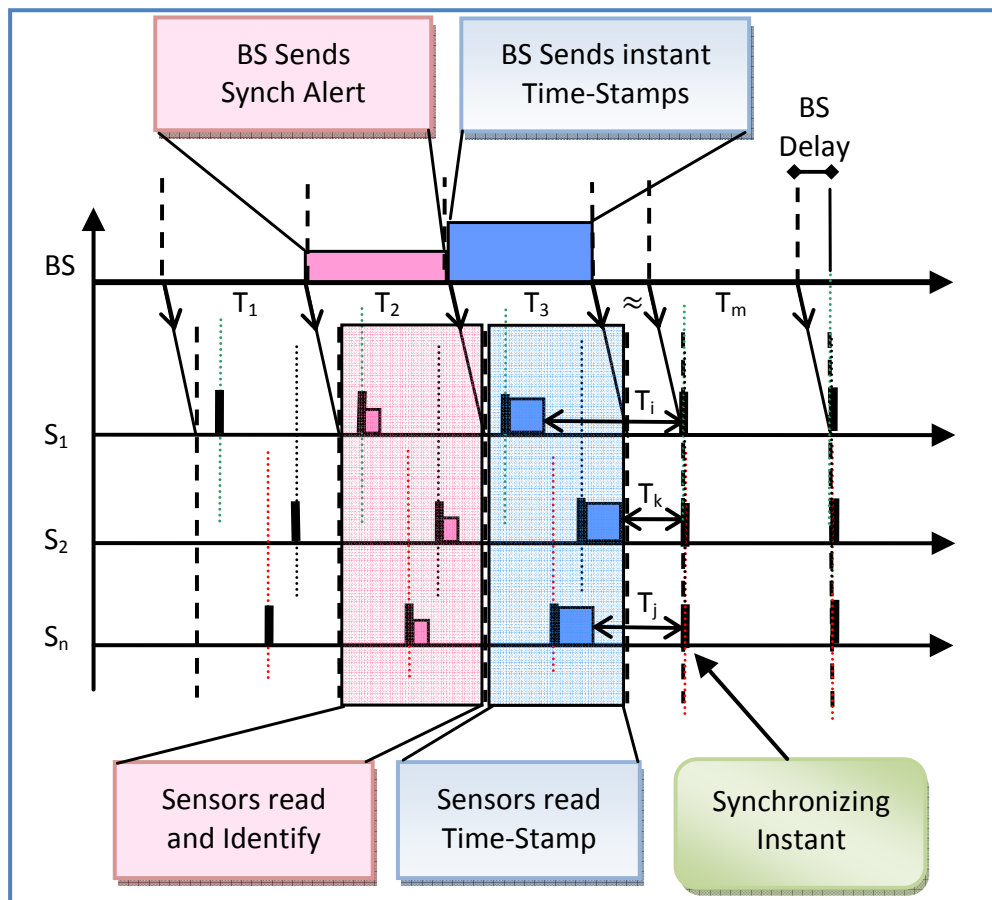 BS Sends
Synch Alert
BS Sends instant
Time-Stamps
BS
Delay
BS
T₁
T₂
T₃
≈
Tₘ
Tᵢ
S₁
Tₖ
S₂
Tⱼ
Sₙ
Sensors read
and Identify
Sensors read
Time-Stamp
Synchronizing
Instant